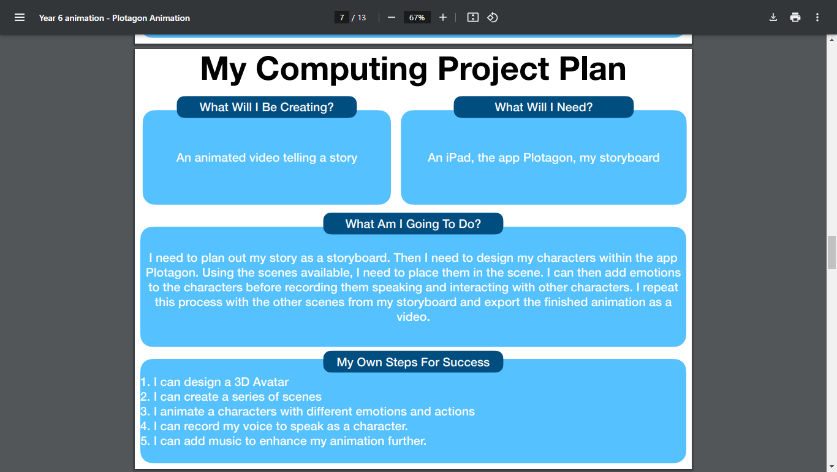 Year 6 animation - Plotagon Animation
7 / 13
67%
My Computing Project Plan
What Will I Be Creating?
An animated video telling a story
What Will I Need?
An iPad, the app Plotagon, my storyboard
What Am I Going To Do?
I need to plan out my story as a storyboard. Then I need to design my characters within the app
Plotagon. Using the scenes available, I need to place them in the scene. I can then add emotions
to the characters before recording them speaking and interacting with other characters. I repeat
this process with the other scenes from my storyboard and export the finished animation as a
video.
My Own Steps For Success
1. I can design a 3D Avatar
2. I can create a series of scenes
3. I animate a characters with different emotions and actions
4. I can record my voice to speak as a character.
5. I can add music to enhance my animation further.